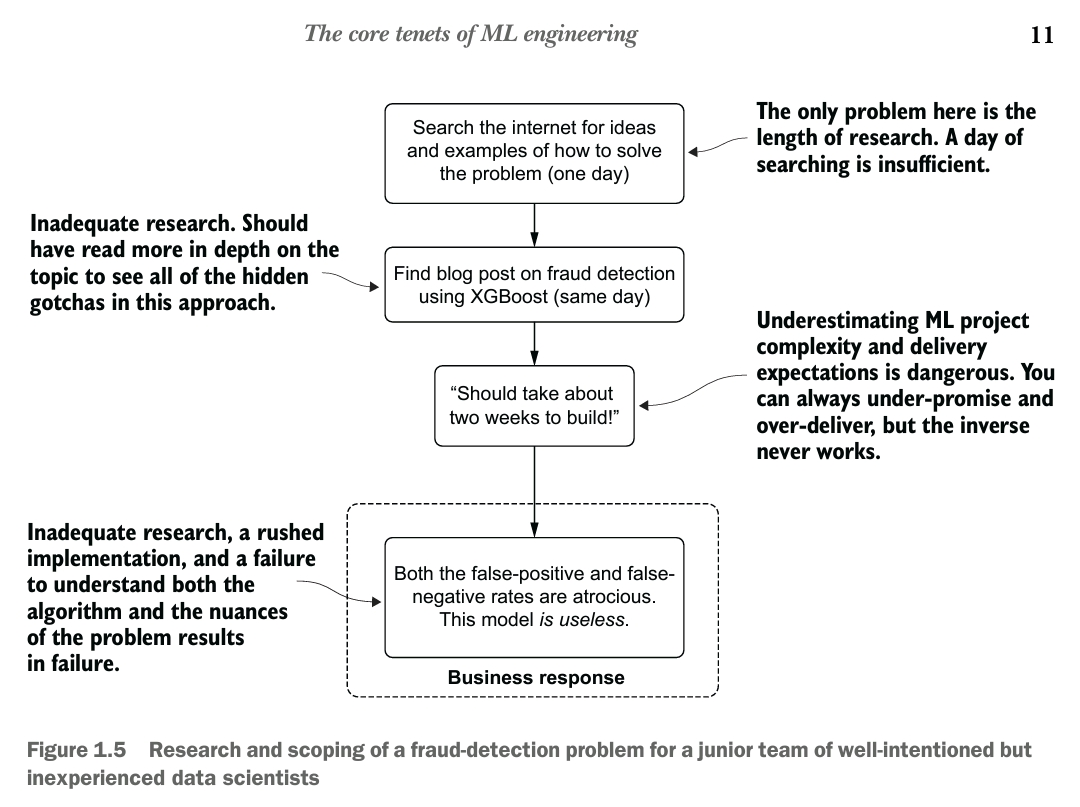 The core tenets of ML engineering
11
Search the internet for ideas
and examples of how to solve
the problem (one day)
The only problem here is the
length of research. A day of
searching is insufficient.
Inadequate research. Should
have read more in depth on the
topic to see all of the hidden
gotchas in this approach.
Find blog post on fraud detection
using XGBoost (same day)
Underestimating ML project
complexity and delivery
expectations is dangerous. You
can always under-promise and
over-deliver, but the inverse
never works.
“Should take about
two weeks to build!”
Inadequate research, a rushed
implementation, and a failure
to understand both the
algorithm and the nuances
of the problem results
in failure.
Both the false-positive and false-
negative rates are atrocious.
This model is useless.
Business response
Figure 1.5 Research and scoping of a fraud-detection problem for a junior team of well-intentioned but
inexperienced data scientists